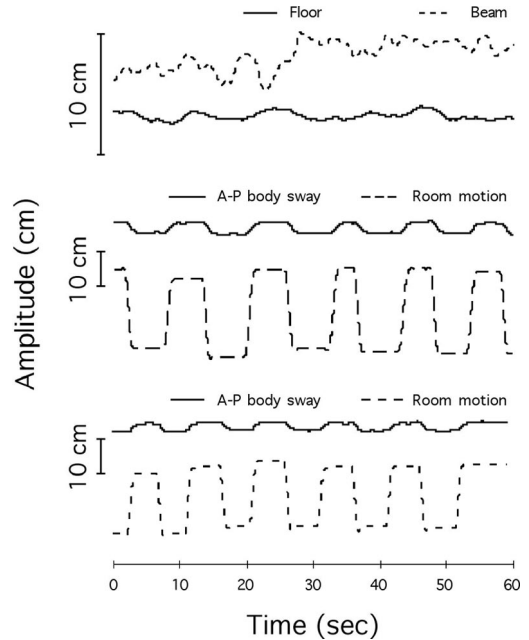 Floor Beam
10 cm
A-P body sway Room motion
10 cm
Amplitude (cm)
A-P body sway Room motion
10 cm
0 10 20 30 40 50 60
Time (sec)